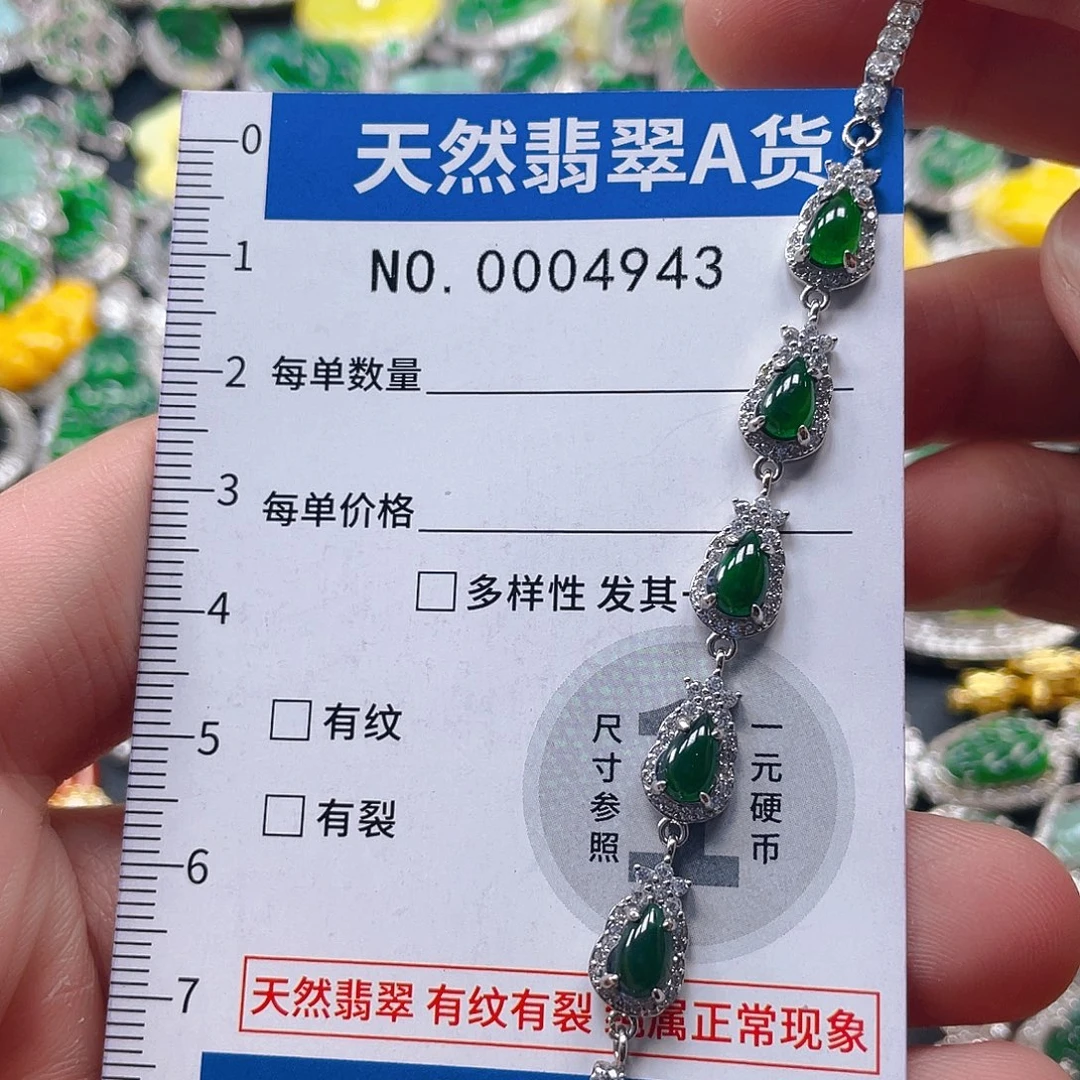 天然翡翠A货
NO. 0004943
0
1
2
3
4
5
6
7
每单数量
每单价格
多样性 发其
有纹
有裂
尺寸参照
1
一元硬币
天然翡翠 有纹有裂 属正常现象